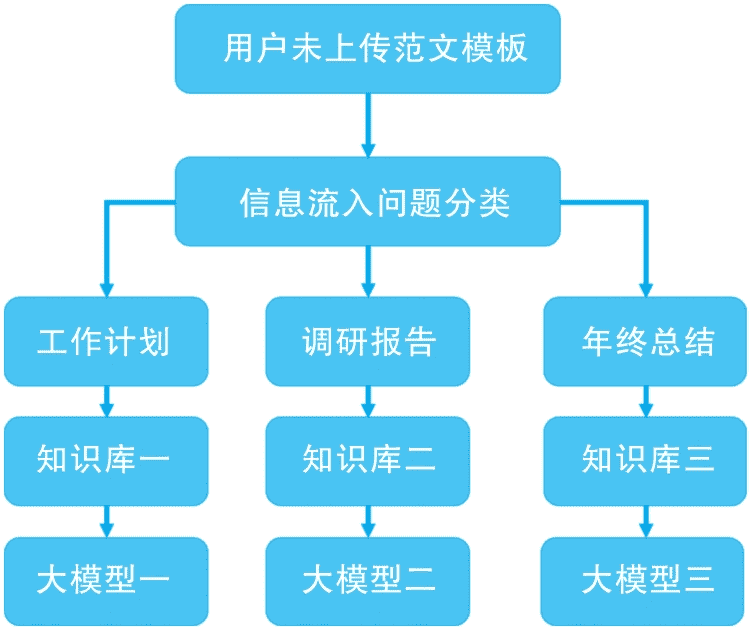 用户未上传范文模板
信息流入问题分类
工作计划
调研报告
年终总结
知识库一
知识库二
知识库三
大模型一
大模型二
大模型三